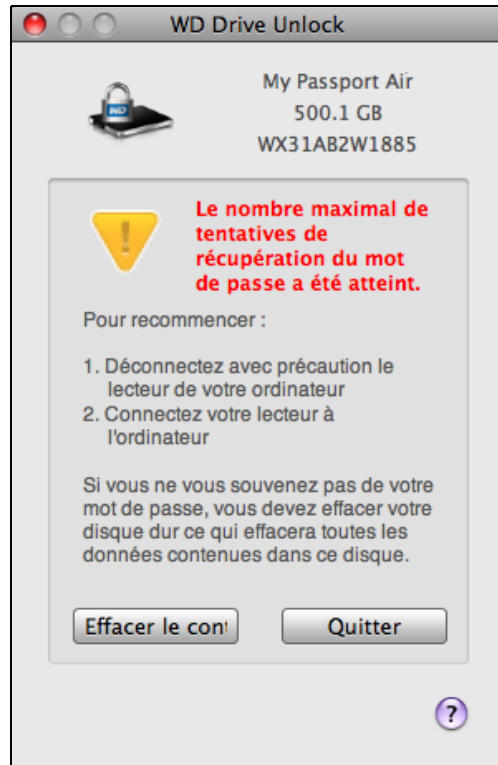 WD Drive Unlock
WD
My Passport Air
500.1 GB
WX31AB2W1885
!
Le nombre maximal de
tentatives de
récupération du mot
de passe a été atteint.
Pour recommencer :
1. Déconnectez avec précaution le
lecteur de votre ordinateur
2. Connectez votre lecteur à
l'ordinateur
Si vous ne vous souvenez pas de votre
mot de passe, vous devez effacer votre
disque dur ce qui effacera toutes les
données contenues dans ce disque.
Effacer le con
Quitter
?